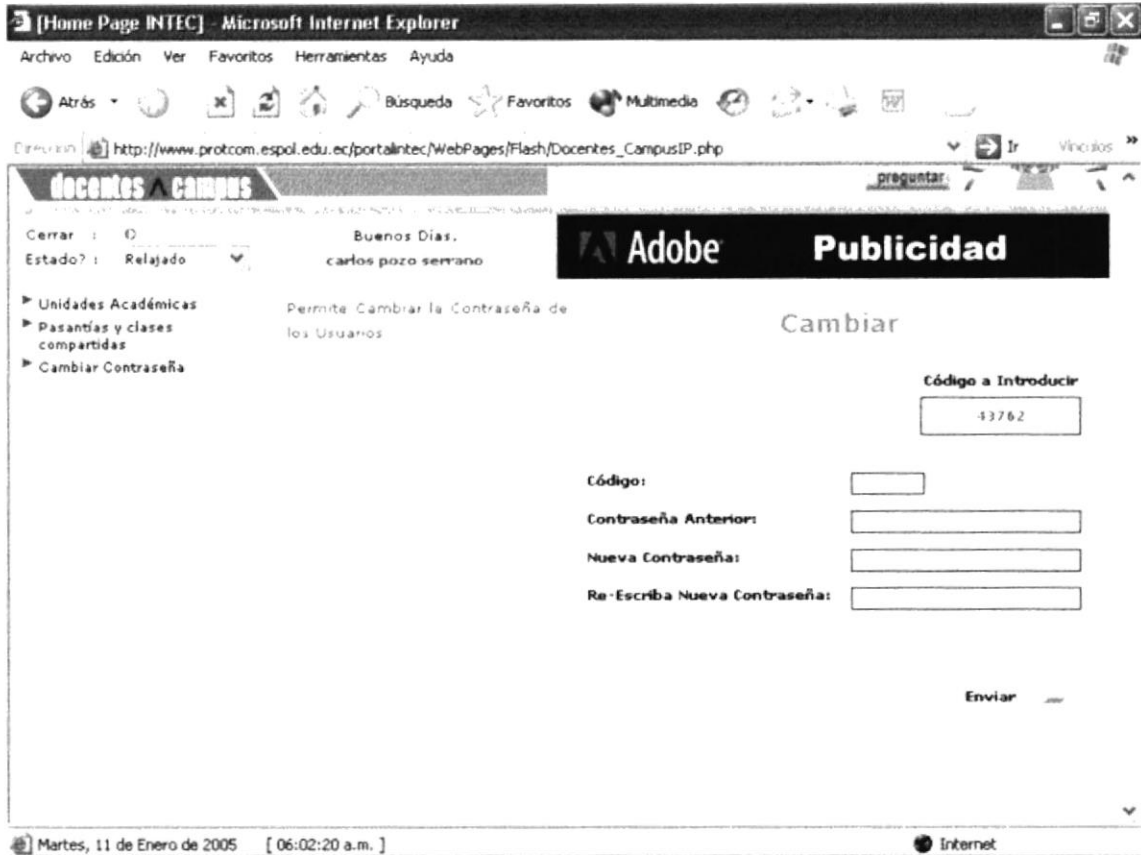 [Home Page INTEC] - Microsoft Internet Explorer
Archivo Edición Ver Favoritos Herramientas Ayuda
Atrás Búsqueda Favoritos Multimedia
Dirección http://www.protcom.espol.edu.ec/portalintec/WebPages/Flash/Docentes_CampusIP.php Ir Vínculos »
docentes campus preguntar
Cerrar :
Estado? : Relajado
Buenos Dias,
carlos pozo serrano
Adobe Publicidad
Unidades Académicas
Pasantías y clases
compartidas
Cambiar Contraseña
Permite Cambiar la Contraseña de
los Usuarios
Cambiar
Código a Introducir
43762
Código:
Contraseña Anterior:
Nueva Contraseña:
Re-Escriba Nueva Contraseña:
Enviar
Martes, 11 de Enero de 2005 [ 06:02:20 a.m. ] Internet